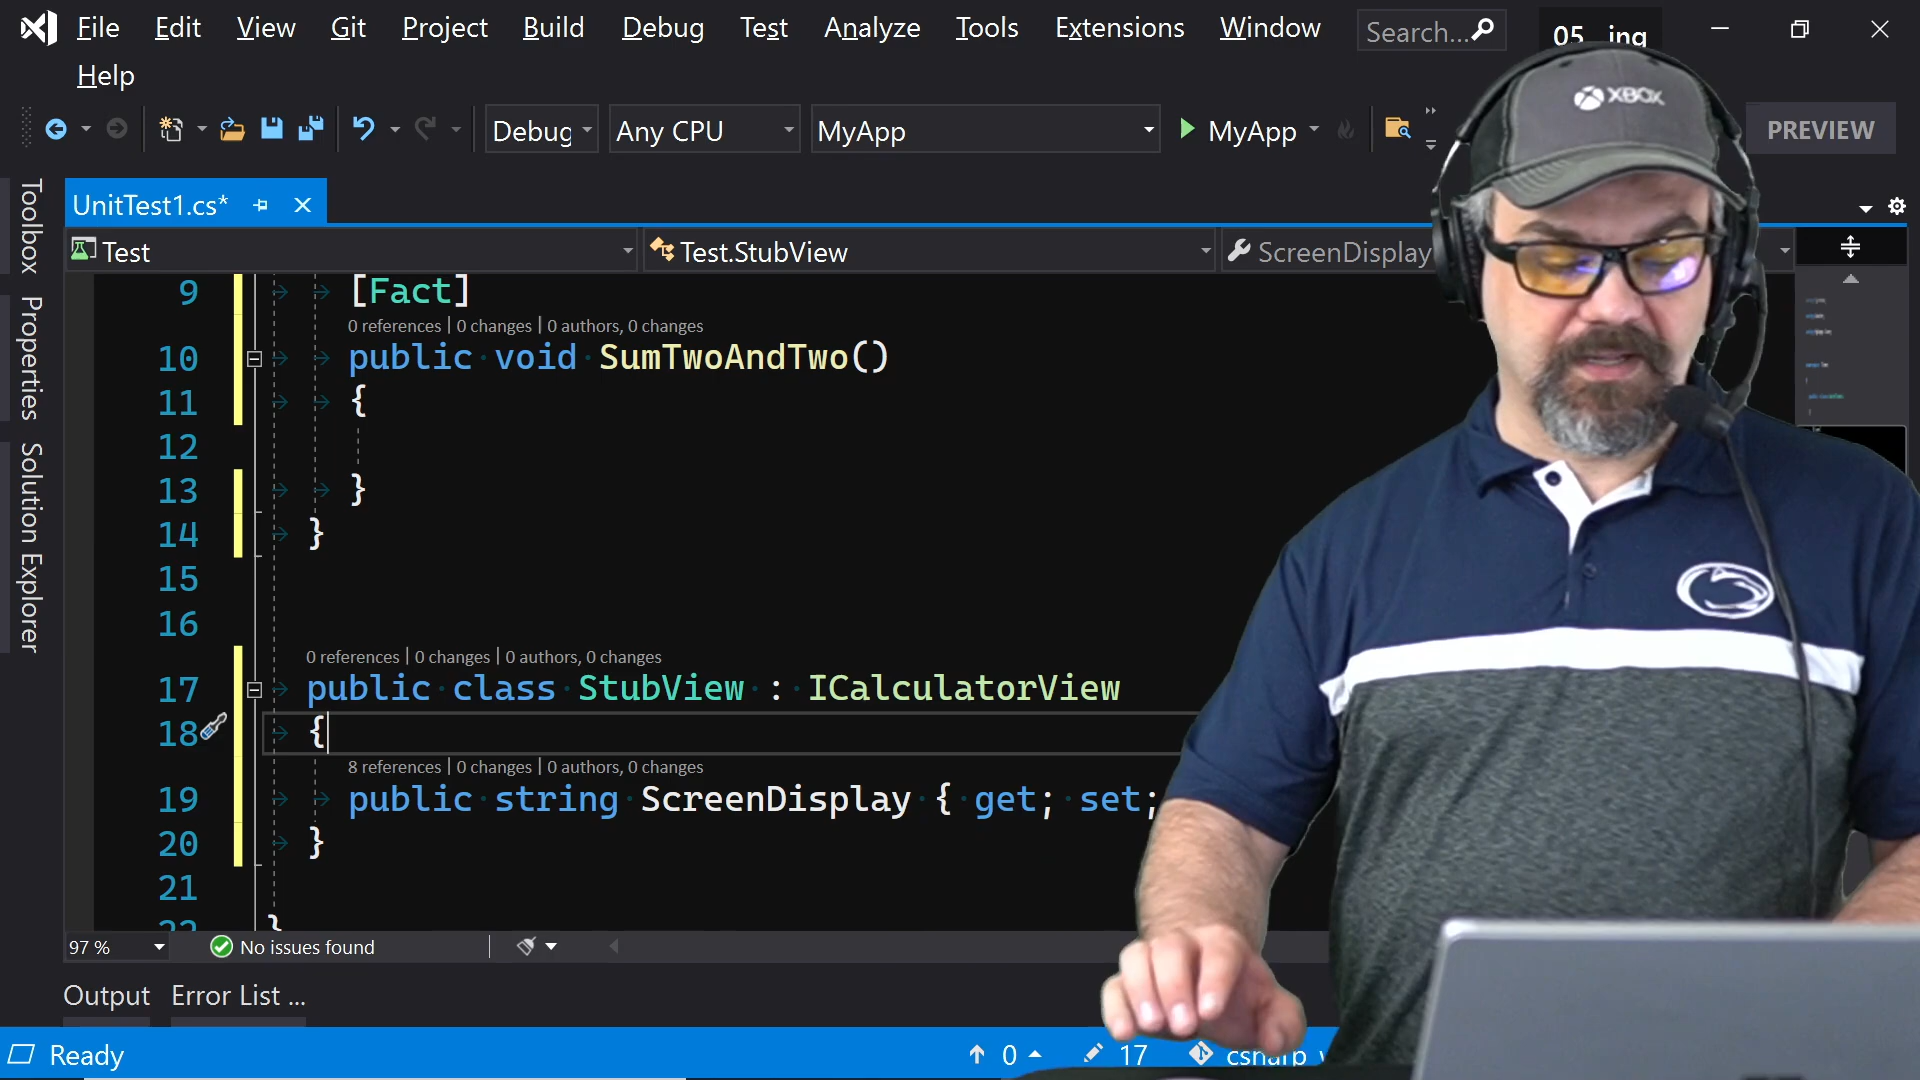 File Edit View Git Project Build Debug Test Analyze Tools Extensions Window Search... 05 ing
Help
Debug Any CPU MyApp MyApp PREVIEW
UnitTest1.cs*
Test Test.StubView ScreenDisplay
Toolbox
Properties
Solution Explorer
9 [Fact]
0 references | 0 changes | 0 authors, 0 changes
10 public void SumTwoAndTwo()
11 {
12
13 }
14 }
15
16
0 references | 0 changes | 0 authors, 0 changes
17 public class StubView : ICalculatorView
18 {
8 references | 0 changes | 0 authors, 0 changes
19 public string ScreenDisplay { get; set;
20 }
21
22 }
97 % No issues found
Output Error List ...
Ready 0 17 csharp
XBOX